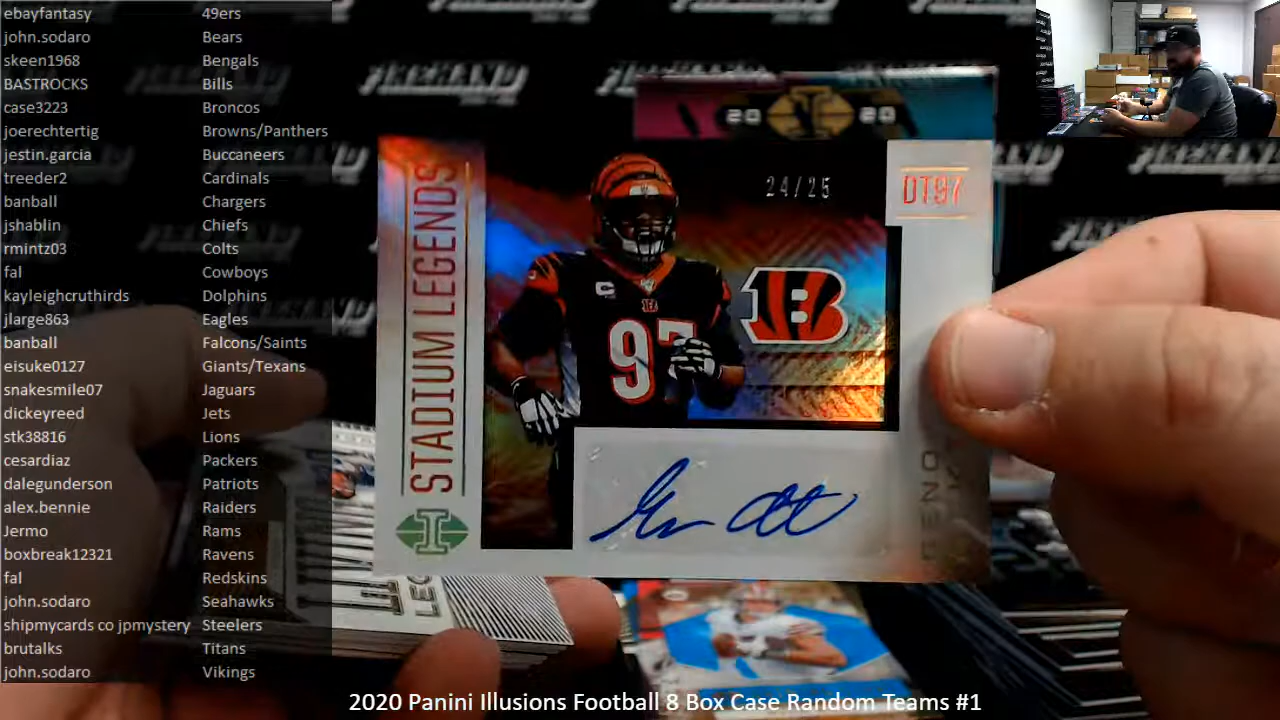 ebayfantasy 49ers
john.sodaro Bears
skeen1968 Bengals
BASTROCKS Bills
case3223 Broncos
joerechtertig Browns/Panthers
jestin.garcia Buccaneers
treeder2 Cardinals
banball Chargers
jshablin Chiefs
rmintz03 Colts
fal Cowboys
kayleighcruthirds Dolphins
jlarge863 Eagles
banball Falcons/Saints
eisuke0127 Giants/Texans
snakesmile07 Jaguars
dickeyreed Jets
stk38816 Lions
cesardiaz Packers
dalegunderson Patriots
alex.bennie Raiders
Jermo Rams
boxbreak12321 Ravens
fal Redskins
john.sodaro Seahawks
shipmycards co jpmystery Steelers
brutalks Titans
john.sodaro Vikings
20 20
24/25
DT97
STADIUM LEGENDS
C
97
B
I
2020 Panini Illusions Football 8 Box Case Random Teams #1